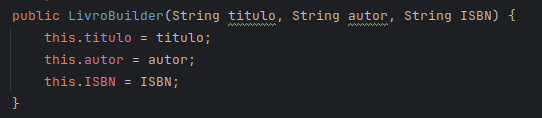 public LivroBuilder(String titulo, String autor, String ISBN) {
this.titulo = titulo;
this.autor = autor;
this.ISBN = ISBN;
}